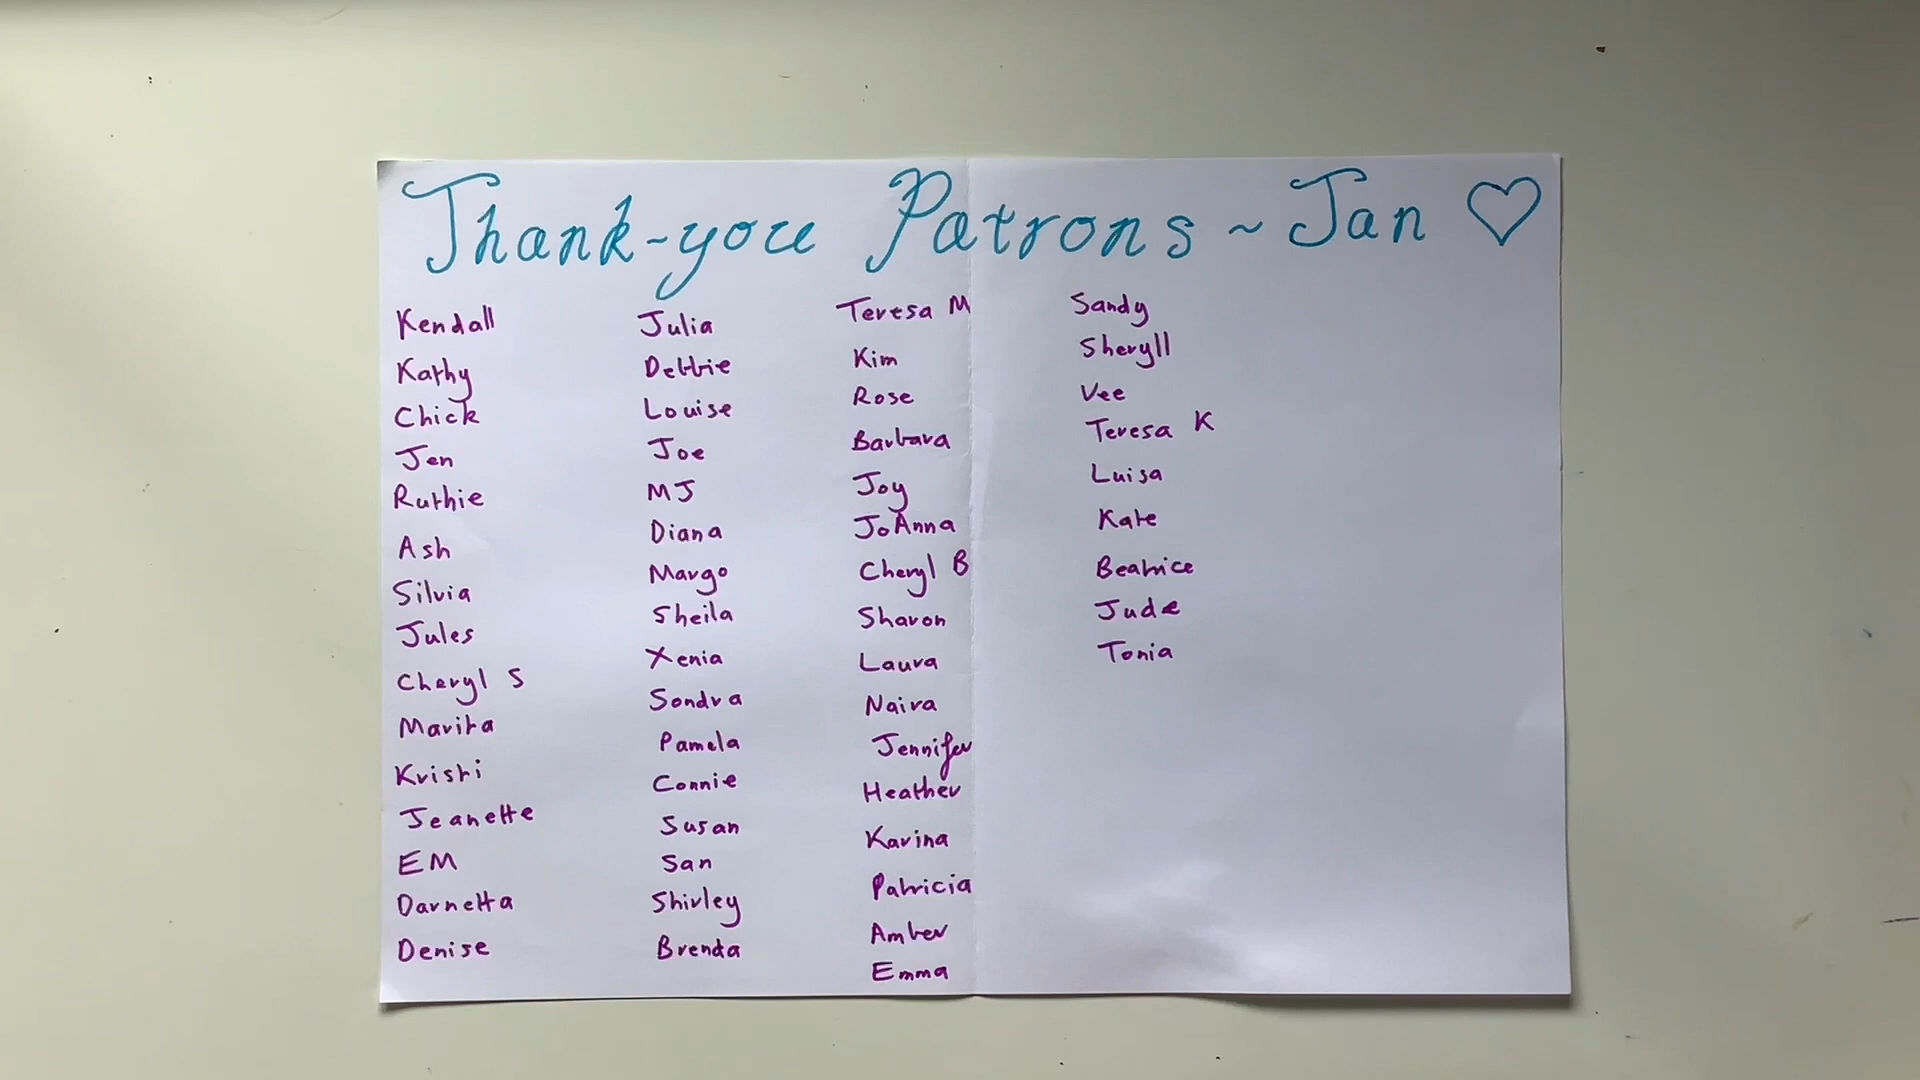 Thank-you Patrons ~ Jan ♡
Kendall
Kathy
Chick
Jen
Ruthie
Ash
Silvia
Jules
Cheryl S
Marita
Kristi
Jeanette
EM
Darnetta
Denise
Julia
Debbie
Louise
Joe
MJ
Diana
Margo
Sheila
Xenia
Sondra
Pamela
Connie
Susan
San
Shirley
Brenda
Teresa M
Kim
Rose
Barbara
Joy
JoAnna
Cheryl B
Sharon
Laura
Naira
Jennifer
Heather
Karina
Patricia
Amber
Emma
Sandy
Sheryll
Vee
Teresa K
Luisa
Kate
Beatrice
Jude
Tonia